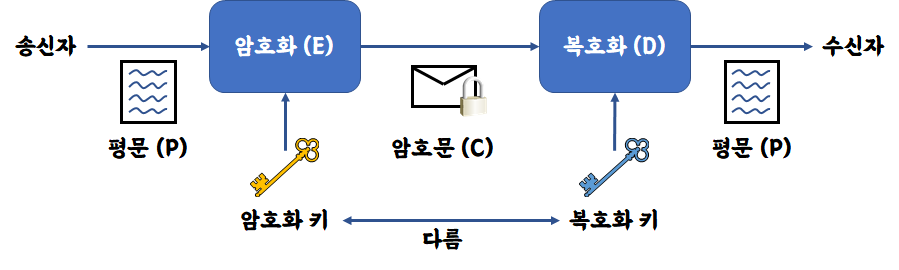 송신자
암호화 (E)
복호화 (D)
수신자
평문 (P)
암호문 (C)
평문 (P)
암호화 키
복호화 키
다름